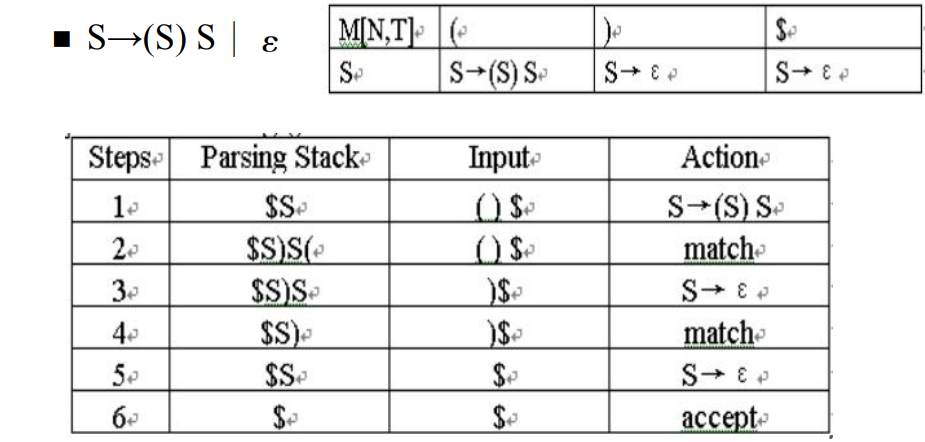 ■ S→(S) S | ε
M[N,T] ( ) $
S S→(S) S S→ ε S→ ε
Steps Parsing Stack Input Action
1 $S ( ) $ S→(S) S
2 $S)S( ( ) $ match
3 $S)S )$ S→ ε
4 $S) )$ match
5 $S $ S→ ε
6 $ $ accept